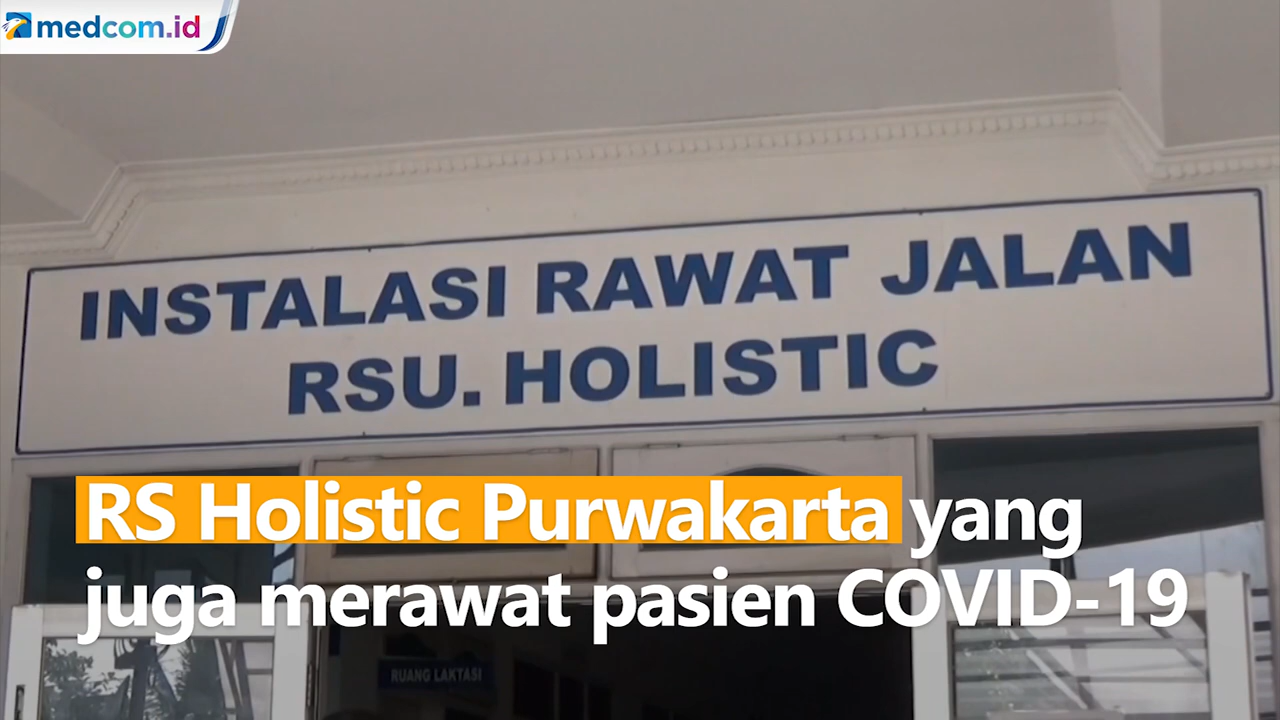 medcom.id
INSTALASI RAWAT JALAN
RSU. HOLISTIC
RS Holistic Purwakarta yang
juga merawat pasien COVID-19
RUANG LAKTASI